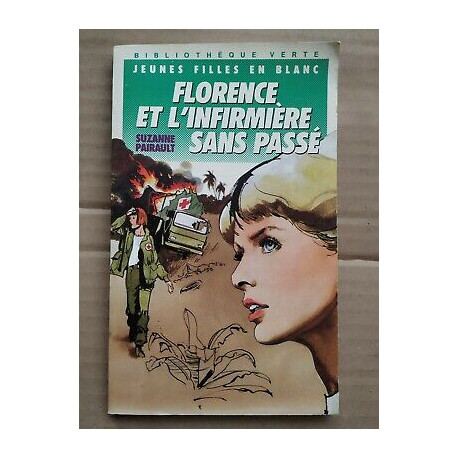 BIBLIOTHÈQUE VERTE
JEUNES FILLES EN BLANC
FLORENCE
ET L'INFIRMIÈRE
SANS PASSÉ
SUZANNE
PAIRAULT